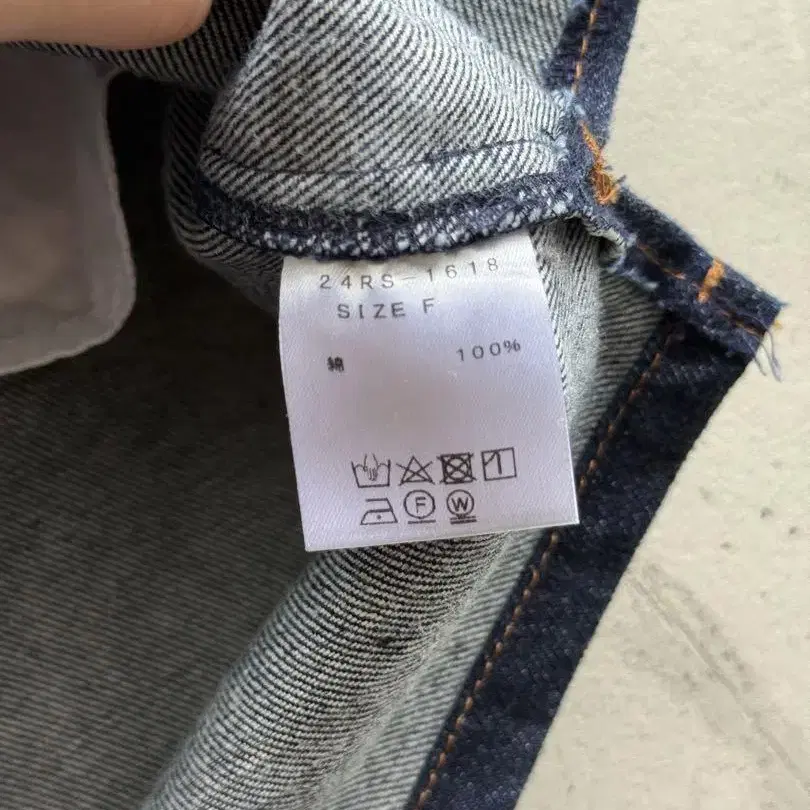 24RS-1618
SIZE F
綿 100%
F W